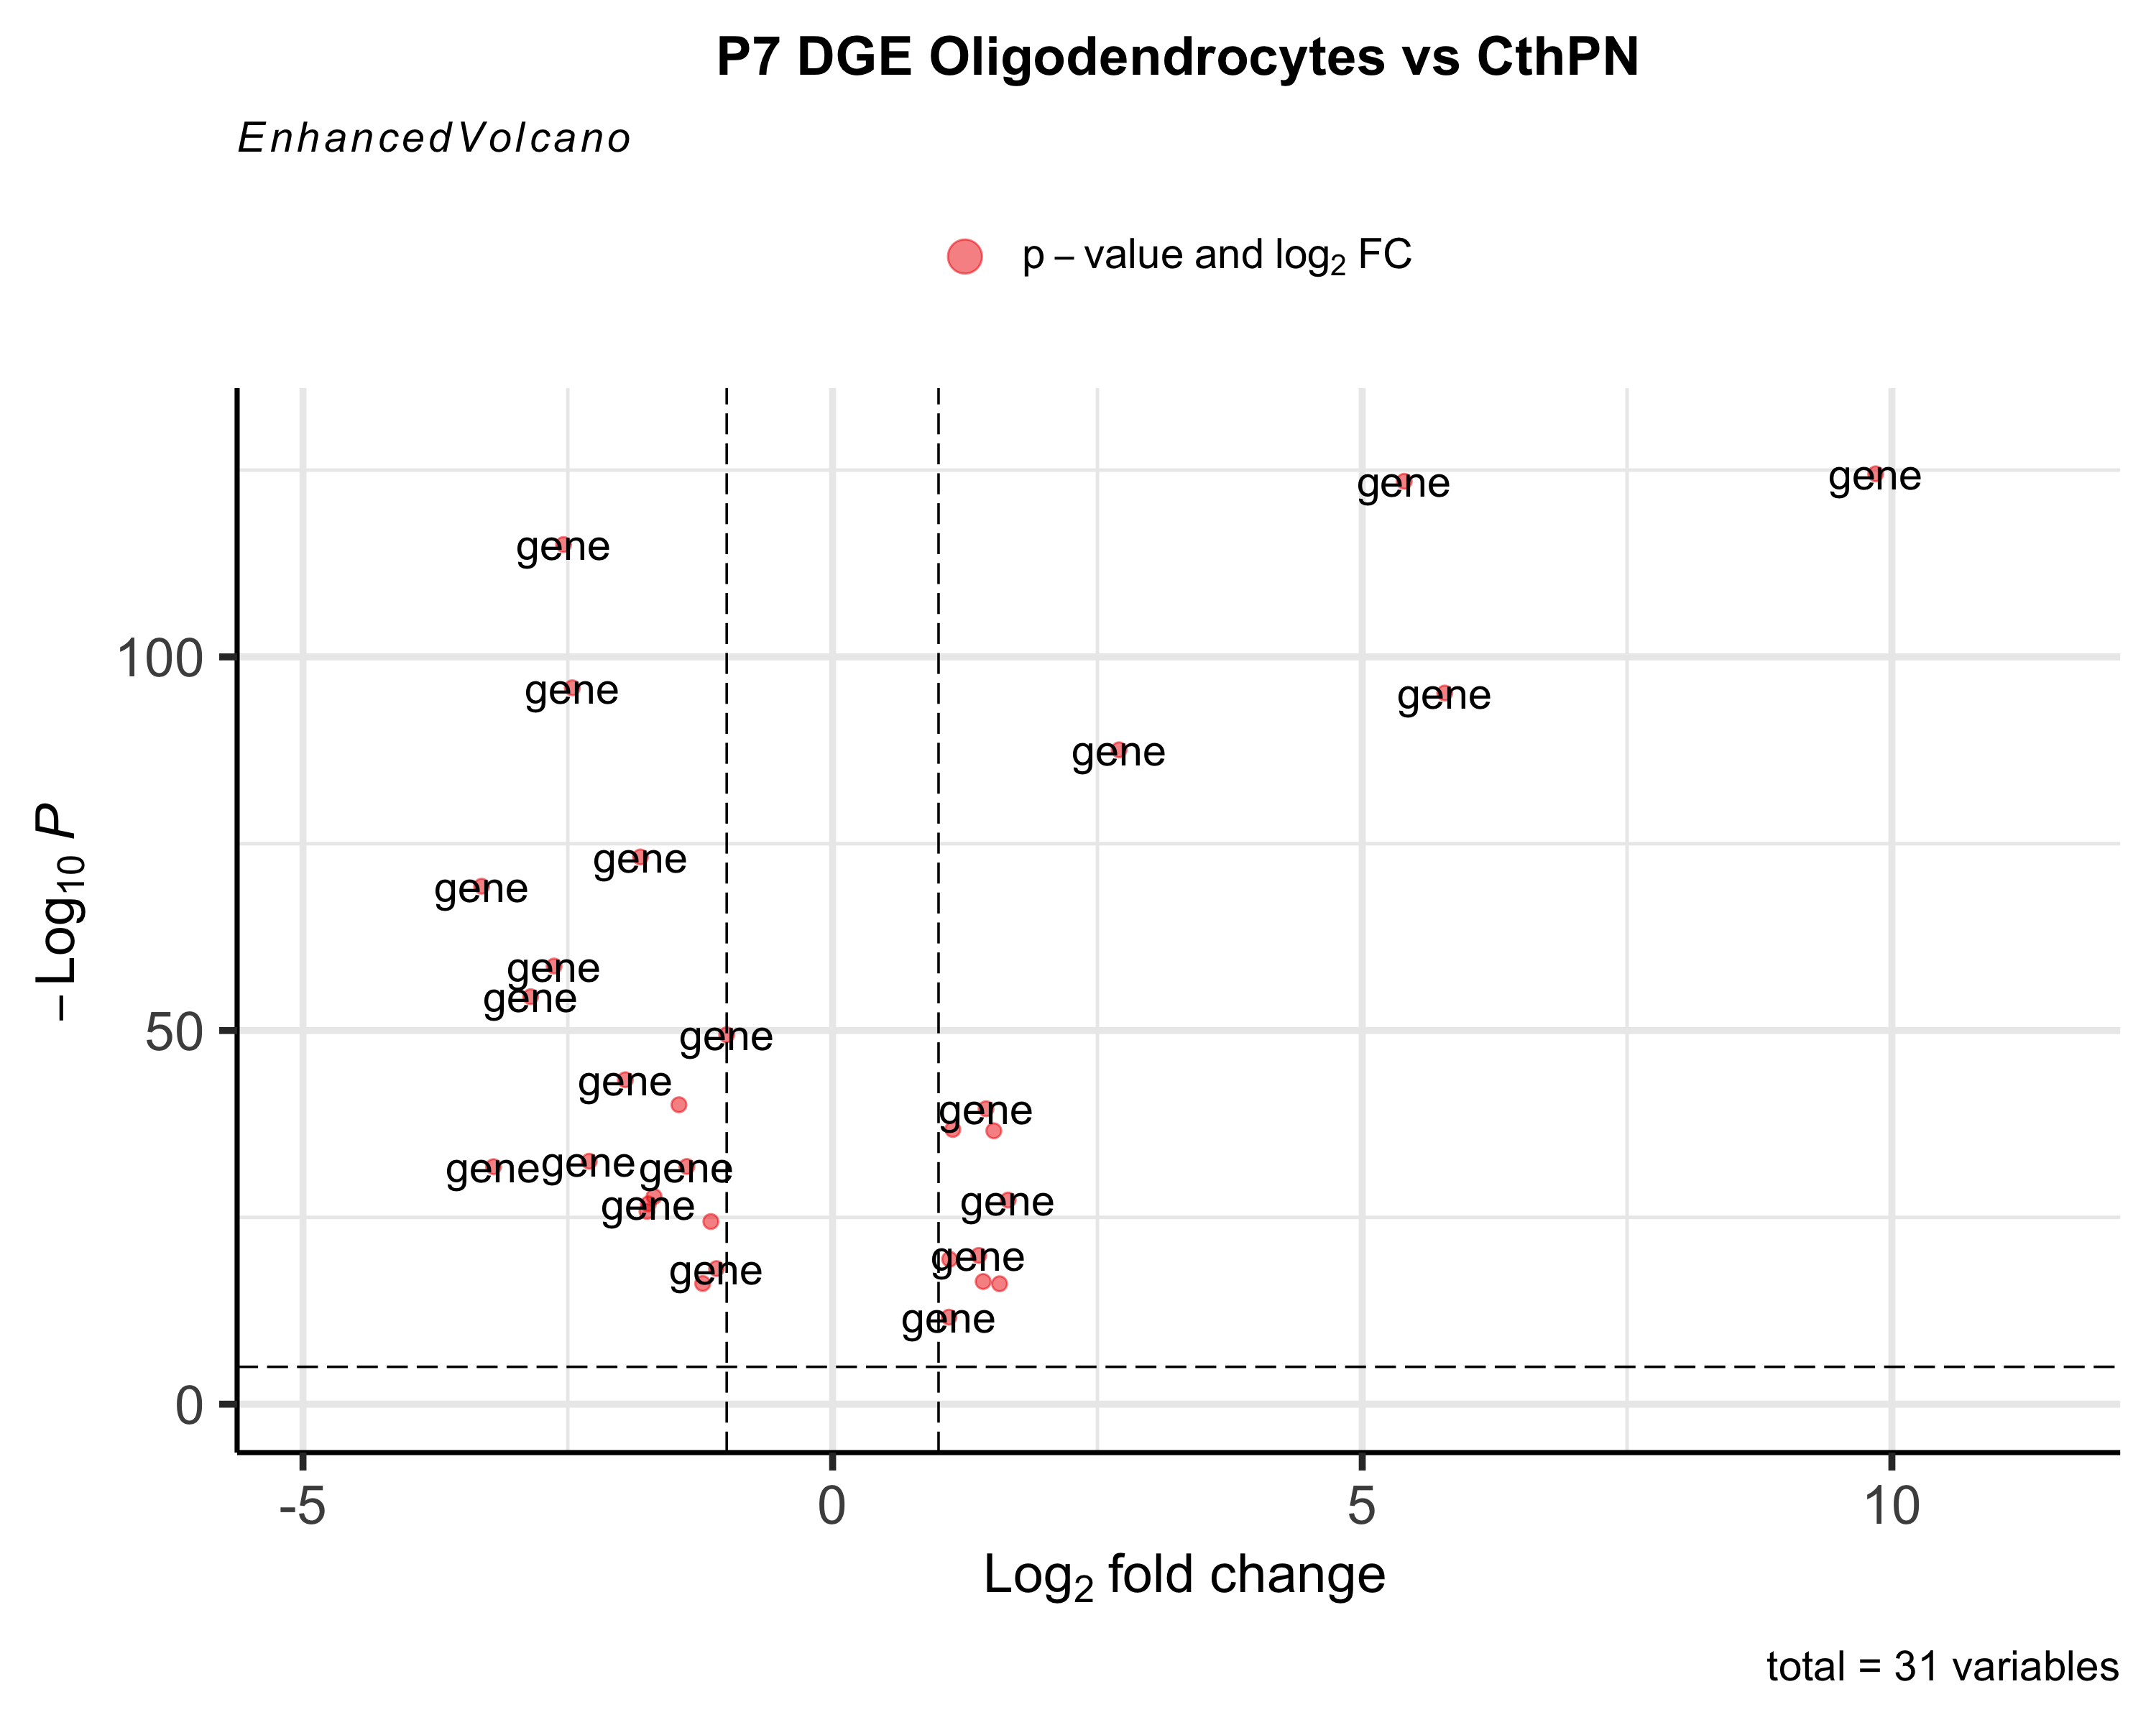 P7 DGE Oligodendrocytes vs CthPN
EnhancedVolcano
p – value and log₂ FC
gene
gene
gene
100
gene
gene
gene
gene
gene
gene
gene
50
gene
gene
gene
gene
gene
gene
gene
gene
gene
gene
gene
0
– Log₁₀ P
-5 0 5 10
Log₂ fold change
total = 31 variables